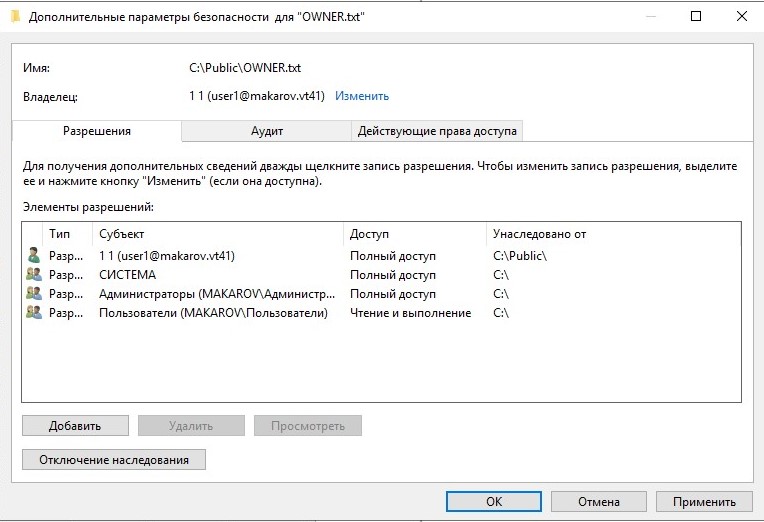 Дополнительные параметры безопасности для "OWNER.txt"
Имя: C:\Public\OWNER.txt
Владелец: 1 1 (user1@makarov.vt41) Изменить
Разрешения Аудит Действующие права доступа
Для получения дополнительных сведений дважды щелкните запись разрешения. Чтобы изменить запись разрешения, выделите
ее и нажмите кнопку "Изменить" (если она доступна).
Элементы разрешений:
Тип Субъект Доступ Унаследовано от
Разр... 1 1 (user1@makarov.vt41) Полный доступ C:\Public\
Разр... СИСТЕМА Полный доступ C:\
Разр... Администраторы (MAKAROV\Администр... Полный доступ C:\
Разр... Пользователи (MAKAROV\Пользователи) Чтение и выполнение C:\
Добавить Удалить Просмотреть
Отключение наследования
ОК Отмена Применить